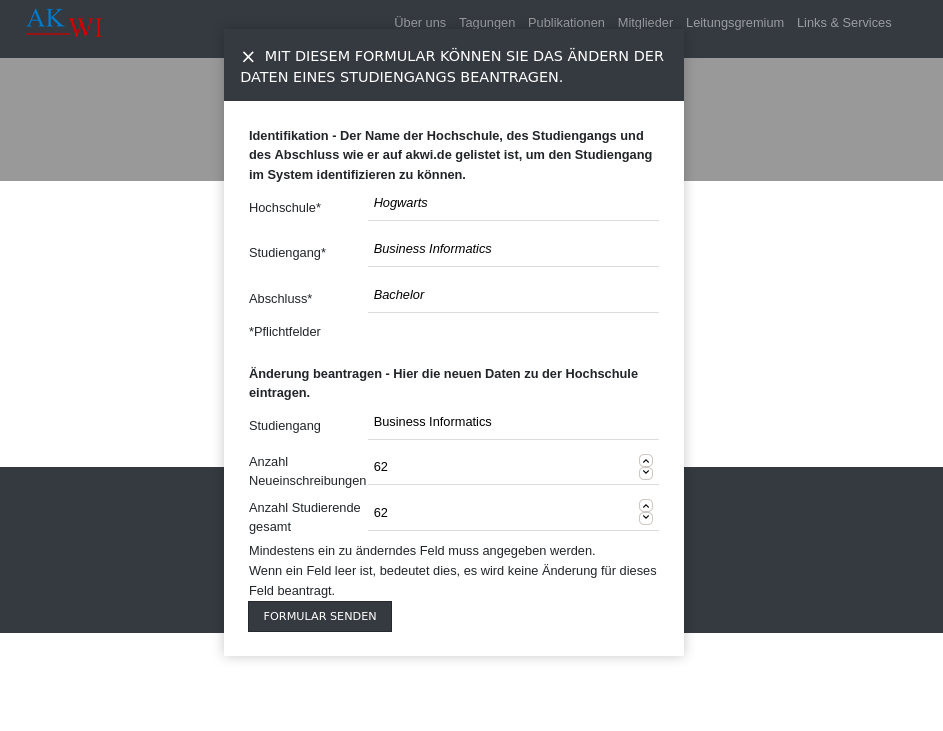 AKWI
Über uns Tagungen Publikationen Mitglieder Leitungsgremium Links & Services
× MIT DIESEM FORMULAR KÖNNEN SIE DAS ÄNDERN DER
DATEN EINES STUDIENGANGS BEANTRAGEN.
Identifikation - Der Name der Hochschule, des Studiengangs und
des Abschluss wie er auf akwi.de gelistet ist, um den Studiengang
im System identifizieren zu können.
Hochschule* Hogwarts
Studiengang* Business Informatics
Abschluss* Bachelor
*Pflichtfelder
Änderung beantragen - Hier die neuen Daten zu der Hochschule
eintragen.
Studiengang Business Informatics
Anzahl
Neueinschreibungen 62
Anzahl Studierende
gesamt 62
Mindestens ein zu änderndes Feld muss angegeben werden.
Wenn ein Feld leer ist, bedeutet dies, es wird keine Änderung für dieses
Feld beantragt.
FORMULAR SENDEN